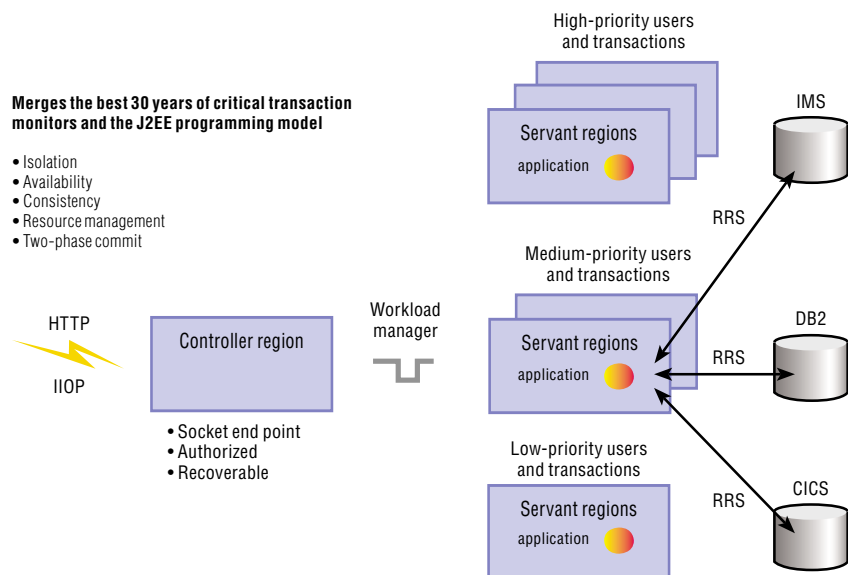 High-priority users
and transactions
Merges the best 30 years of critical transaction
monitors and the J2EE programming model
• Isolation
• Availability
• Consistency
• Resource management
• Two-phase commit
Servant regions
application
IMS
RRS
Medium-priority users
and transactions
HTTP
IIOP
Controller region
• Socket end point
• Authorized
• Recoverable
Workload
manager
Servant regions
application
RRS
DB2
Low-priority users
and transactions
Servant regions
application
RRS
CICS